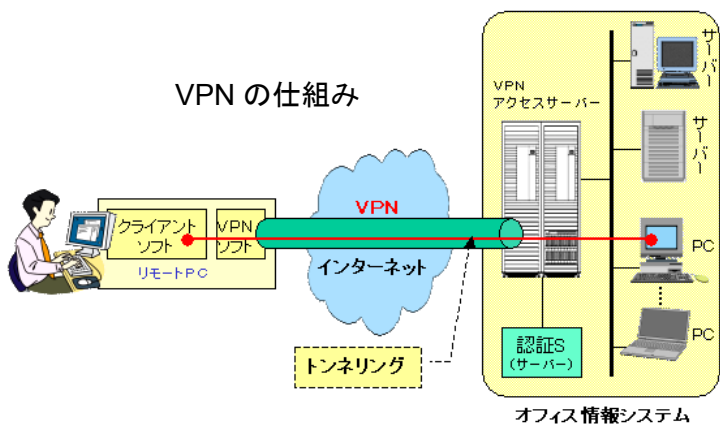 VPN の仕組み
クライアント
ソフト
VPN
ソフト
リモートPC
VPN
インターネット
トンネリング
VPN
アクセスサーバー
認証S
(サーバー)
サーバー
サーバー
PC
PC
オフィス情報システム